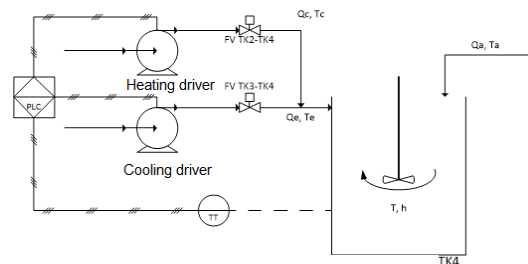 Qc, Tc
FV TK2-TK4
Qa, Ta
Heating driver
FV TK3-TK4
PLC
Qe, Te
Cooling driver
T, h
TT
TK4